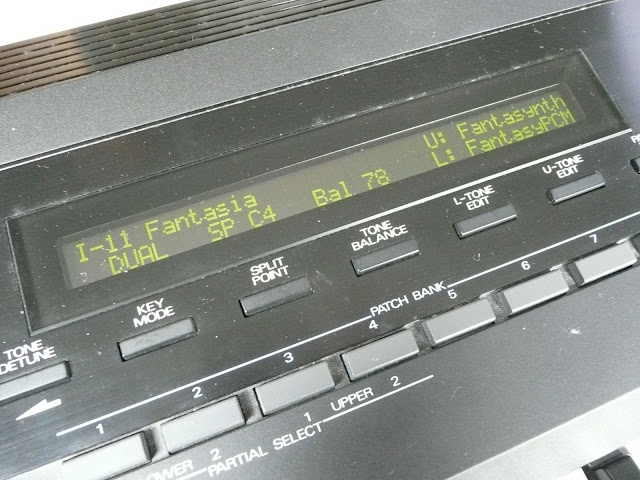 I-11 Fantasia U: Fantasynth
DUAL SP C4 Bal 78 L: FantasyPCM
TONE DETUNE
KEY MODE
SPLIT POINT
TONE BALANCE
L-TONE EDIT
U-TONE EDIT
PATCH BANK
1 2 3 4 5 6 7
LOWER 2 1 UPPER 2
PARTIAL SELECT